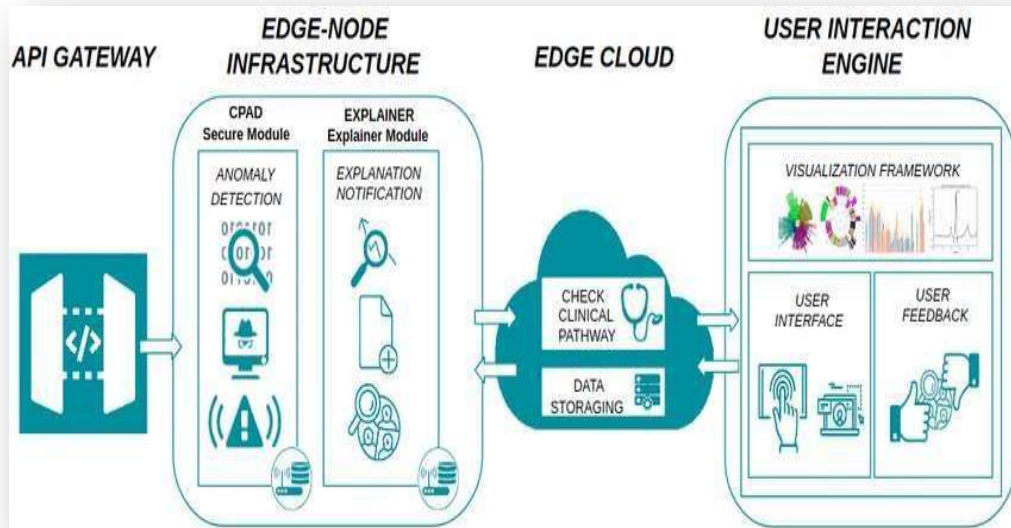 API GATEWAY
EDGE-NODE
INFRASTRUCTURE
EDGE CLOUD
USER INTERACTION
ENGINE
CPAD
Secure Module
ANOMALY
DETECTION
EXPLAINER
Explainer Module
EXPLANATION
NOTIFICATION
</>
CHECK
CLINICAL
PATHWAY
DATA
STORAGING
VISUALIZATION FRAMEWORK
USER
INTERFACE
USER
FEEDBACK